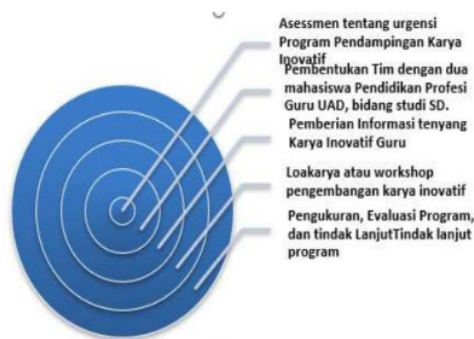 Asessmen tentang urgensi
Program Pendampingan Karya
Inovatif
Pembentukan Tim dengan dua
mahasiswa Pendidikan Profesi
Guru UAD, bidang studi SD.
Pemberian Informasi tenyang
Karya Inovatif Guru
Loakarya atau workshop
pengembangan karya inovatif
Pengukuran, Evaluasi Program,
dan tindak LanjutTindak lanjut
program